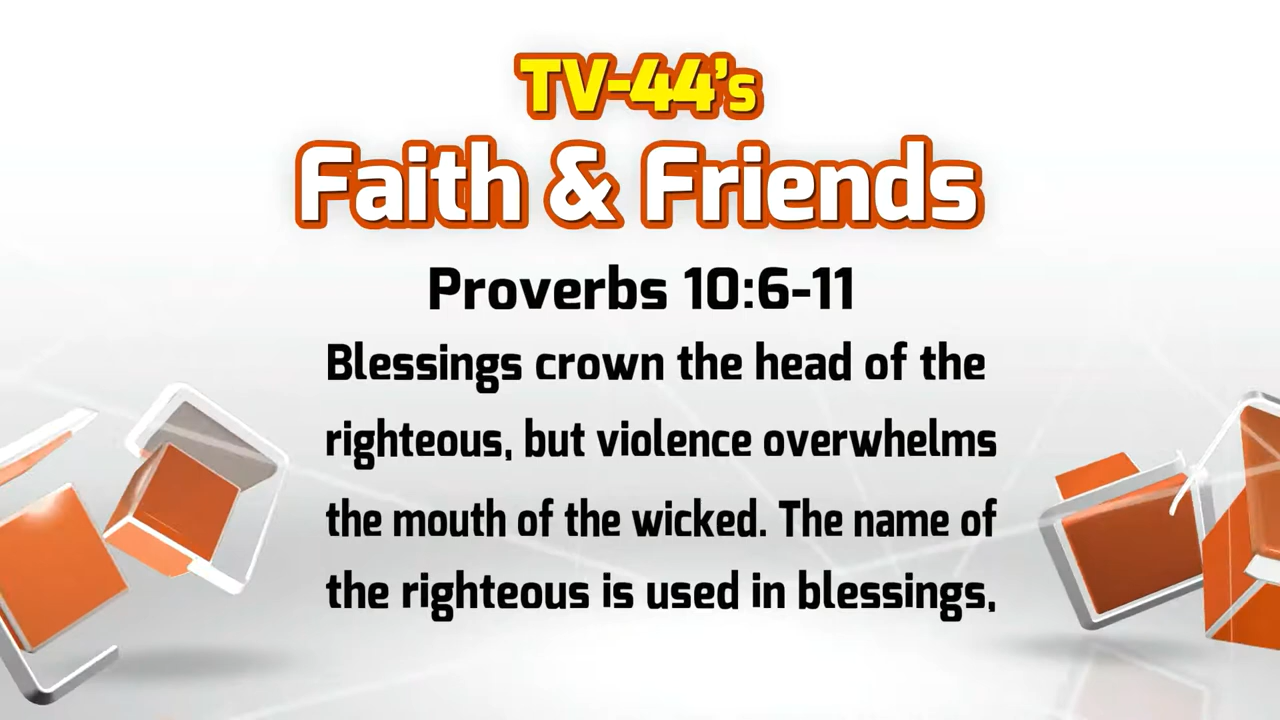 TV-44's
Faith & Friends
Proverbs 10:6-11
Blessings crown the head of the
righteous, but violence overwhelms
the mouth of the wicked. The name of
the righteous is used in blessings,